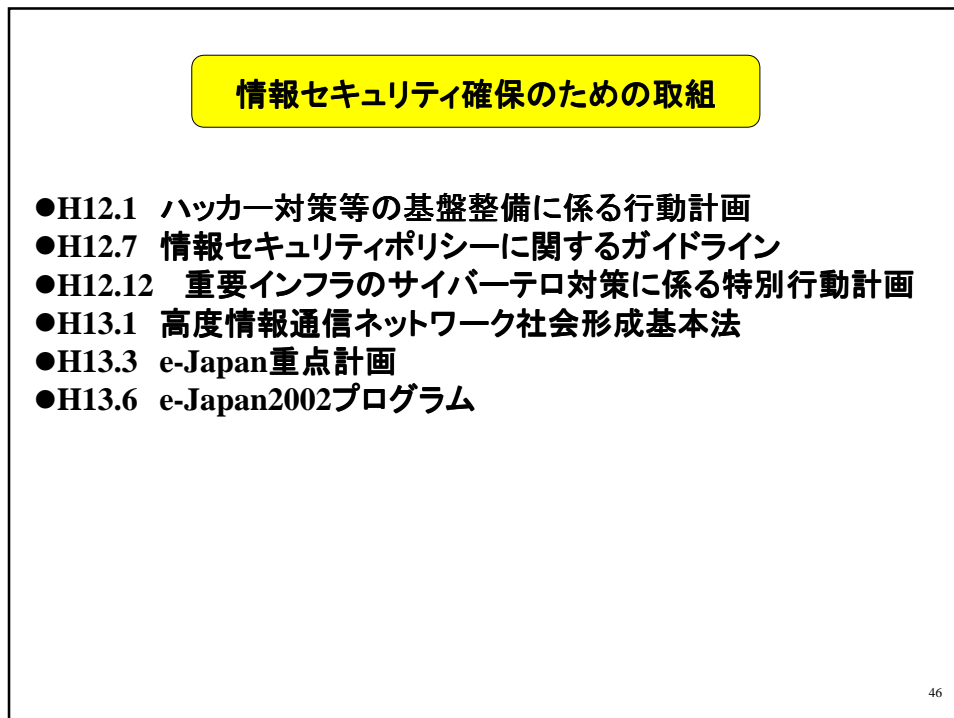 情報セキュリティ確保のための取組
●H12.1 ハッカー対策等の基盤整備に係る行動計画
●H12.7 情報セキュリティポリシーに関するガイドライン
●H12.12 重要インフラのサイバーテロ対策に係る特別行動計画
●H13.1 高度情報通信ネットワーク社会形成基本法
●H13.3 e-Japan重点計画
●H13.6 e-Japan2002プログラム
46